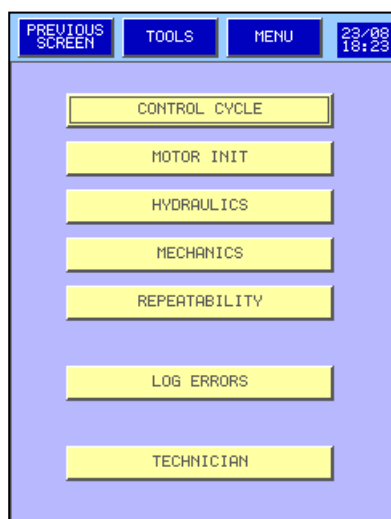 PREVIOUS
SCREEN
TOOLS
MENU
23/08
18:23
CONTROL CYCLE
MOTOR INIT
HYDRAULICS
MECHANICS
REPEATABILITY
LOG ERRORS
TECHNICIAN